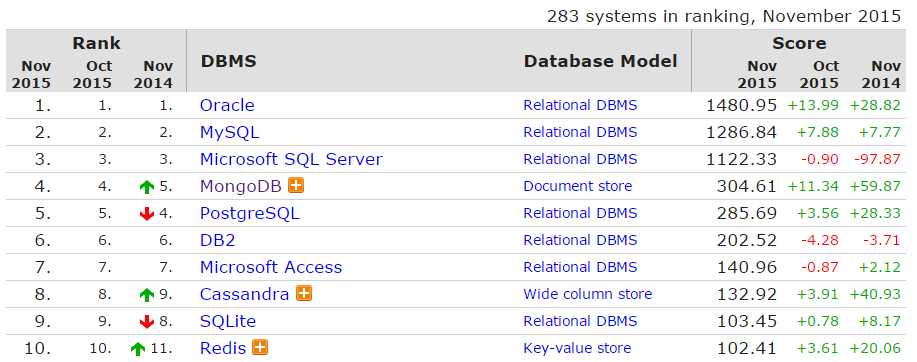 283 systems in ranking, November 2015
Rank DBMS Database Model Score
Nov 2015 Oct 2015 Nov 2014 Nov 2015 Oct 2015 Nov 2014
1. 1. 1. Oracle Relational DBMS 1480.95 +13.99 +28.82
2. 2. 2. MySQL Relational DBMS 1286.84 +7.88 +7.77
3. 3. 3. Microsoft SQL Server Relational DBMS 1122.33 -0.90 -97.87
4. 4. 5. MongoDB Document store 304.61 +11.34 +59.87
5. 5. 4. PostgreSQL Relational DBMS 285.69 +3.56 +28.33
6. 6. 6. DB2 Relational DBMS 202.52 -4.28 -3.71
7. 7. 7. Microsoft Access Relational DBMS 140.96 -0.87 +2.12
8. 8. 9. Cassandra Wide column store 132.92 +3.91 +40.93
9. 9. 8. SQLite Relational DBMS 103.45 +0.78 +8.17
10. 10. 11. Redis Key-value store 102.41 +3.61 +20.06